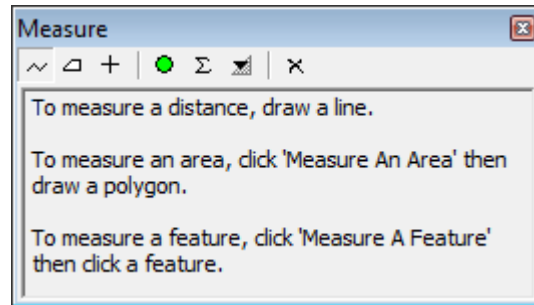 Measure
Σ
To measure a distance, draw a line.
To measure an area, click 'Measure An Area' then
draw a polygon.
To measure a feature, click 'Measure A Feature'
then click a feature.